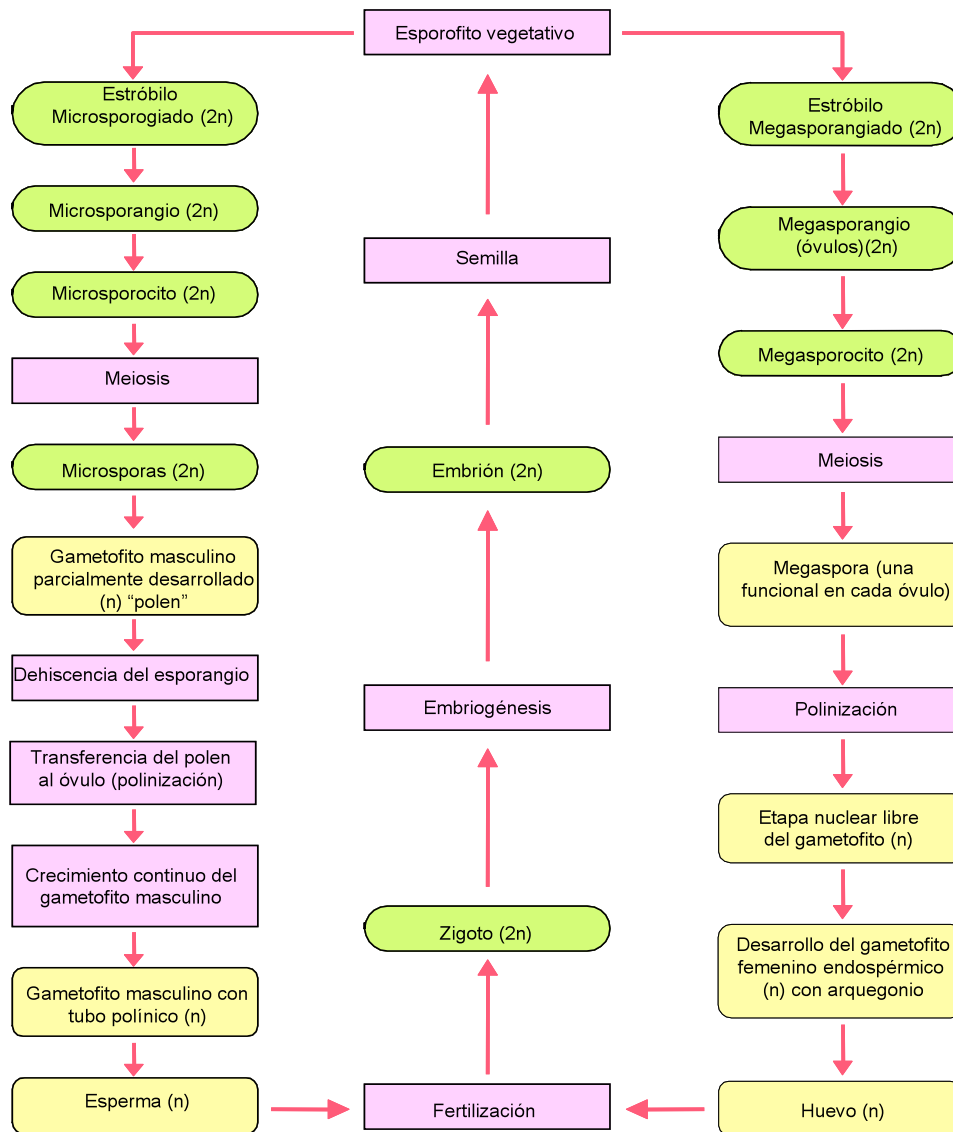 Esporofito vegetativo
Estróbilo
Microsporogiado (2n)
Microsporangio (2n)
Microsporocito (2n)
Meiosis
Microsporas (2n)
Gametofito masculino
parcialmente desarrollado
(n) “polen”
Dehiscencia del esporangio
Transferencia del polen
al óvulo (polinización)
Crecimiento continuo del
gametofito masculino
Gametofito masculino con
tubo polínico (n)
Esperma (n)
Semilla
Embrión (2n)
Embriogénesis
Zigoto (2n)
Fertilización
Estróbilo
Megasporangiado (2n)
Megasporangio
(óvulos)(2n)
Megasporocito (2n)
Meiosis
Megaspora (una
funcional en cada óvulo)
Polinización
Etapa nuclear libre
del gametofito (n)
Desarrollo del gametofito
femenino endospérmico
(n) con arquegonio
Huevo (n)